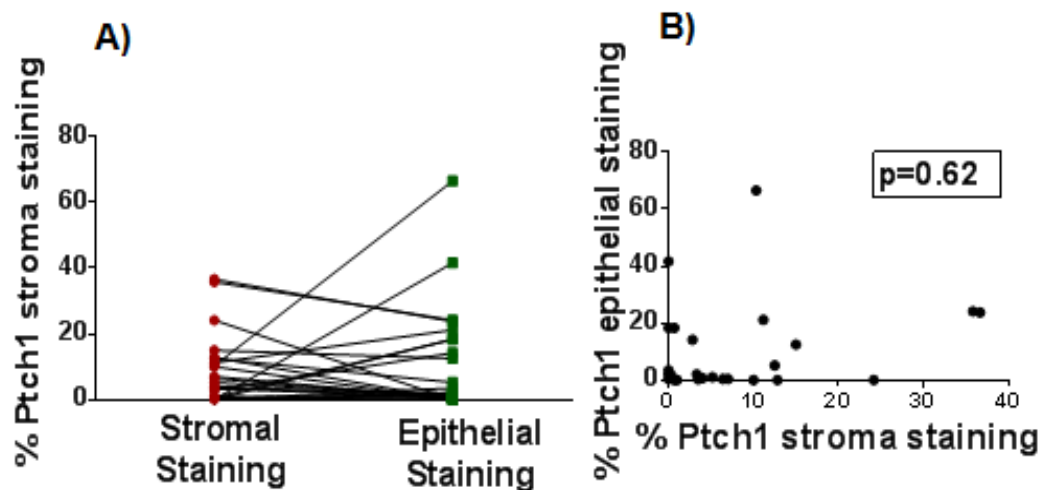 A)
% Ptch1 stroma staining
80
60
40
20
0
Stromal
Staining
Epithelial
Staining
B)
% Ptch1 epithelial staining
80
60
40
20
0
p=0.62
0
10
20
30
40
% Ptch1 stroma staining